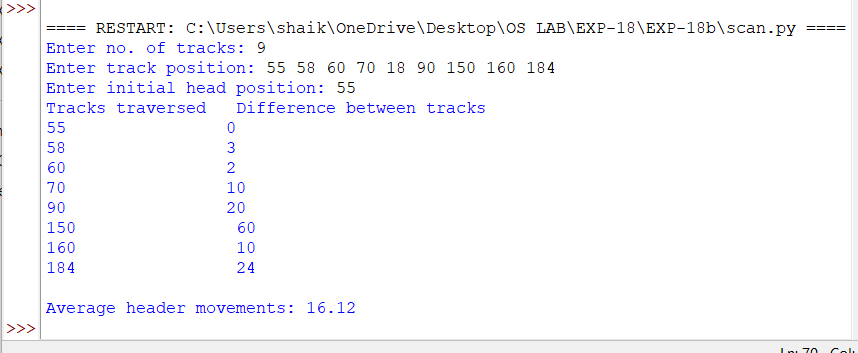 >>>
==== RESTART: C:\Users\shaik\OneDrive\Desktop\OS LAB\EXP-18\EXP-18b\scan.py ====
Enter no. of tracks: 9
Enter track position: 55 58 60 70 18 90 150 160 184
Enter initial head position: 55
Tracks traversed   Difference between tracks
55                0
58                3
60                2
70                10
90                20
150                60
160                10
184                24
Average header movements: 16.12
>>>